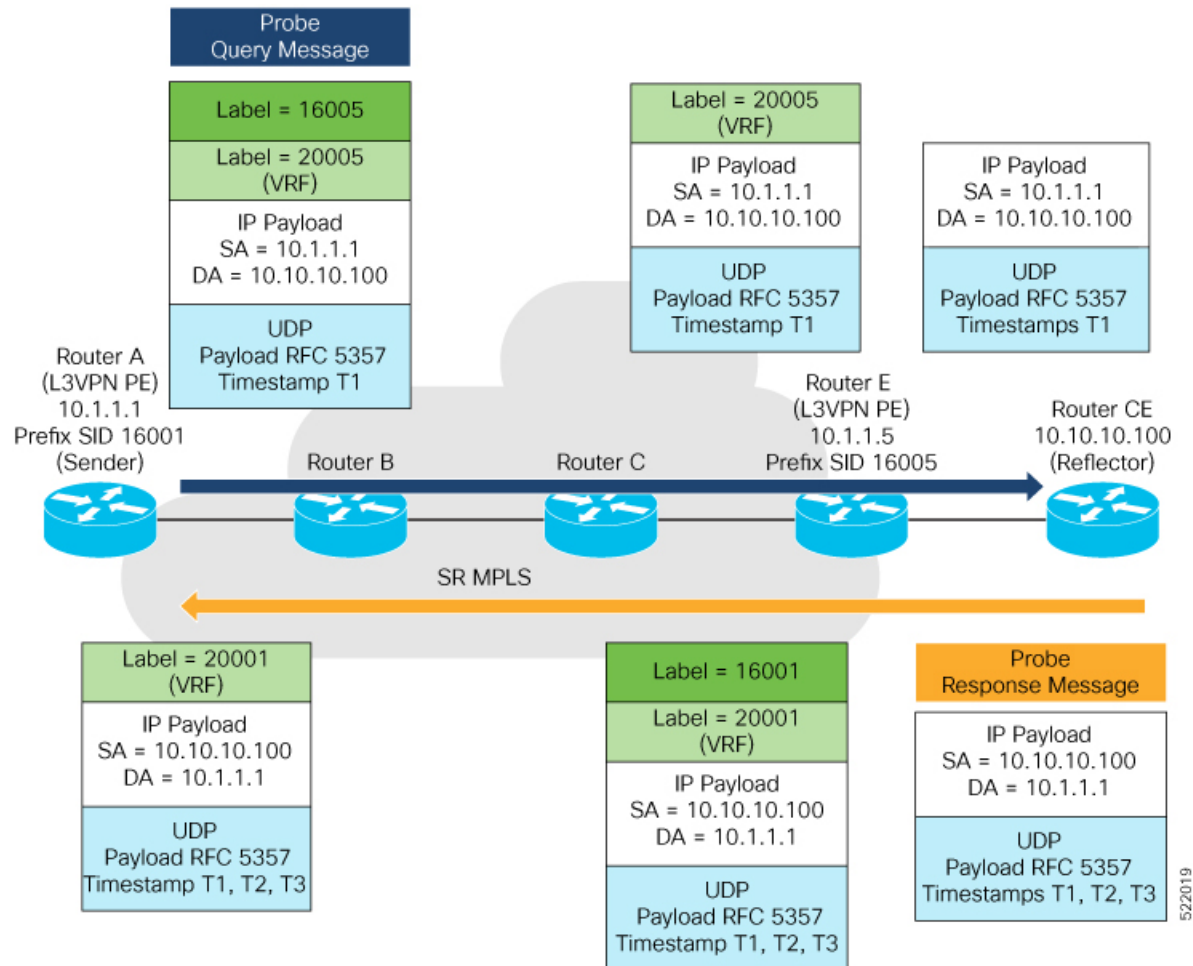 Probe
Query Message
Label = 16005
Label = 20005
(VRF)
IP Payload
SA = 10.1.1.1
DA = 10.10.10.100
UDP
Payload RFC 5357
Timestamp T1
Label = 20005
(VRF)
IP Payload
SA = 10.1.1.1
DA = 10.10.10.100
UDP
Payload RFC 5357
Timestamp T1
IP Payload
SA = 10.1.1.1
DA = 10.10.10.100
UDP
Payload RFC 5357
Timestamps T1
Router A
(L3VPN PE)
10.1.1.1
Prefix SID 16001
(Sender)
Router B
Router C
Router E
(L3VPN PE)
10.1.1.5
Prefix SID 16005
Router CE
10.10.10.100
(Reflector)
SR MPLS
Label = 20001
(VRF)
IP Payload
SA = 10.10.10.100
DA = 10.1.1.1
UDP
Payload RFC 5357
Timestamp T1, T2, T3
Label = 16001
Label = 20001
(VRF)
IP Payload
SA = 10.10.10.100
DA = 10.1.1.1
UDP
Payload RFC 5357
Timestamp T1, T2, T3
Probe
Response Message
IP Payload
SA = 10.10.10.100
DA = 10.1.1.1
UDP
Payload RFC 5357
Timestamps T1, T2, T3
522019